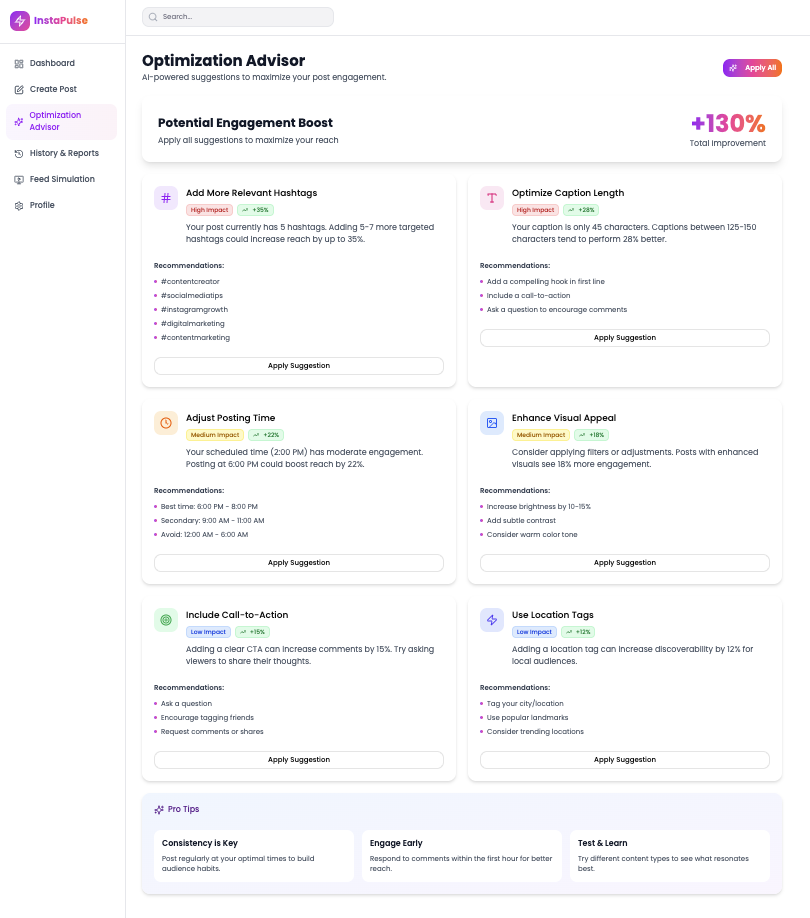 InstaPulse
Search...
Dashboard
Create Post
Optimization
Advisor
History & Reports
Feed Simulation
Profile
Optimization Advisor
AI-powered suggestions to maximize your post engagement.
Apply All
Potential Engagement Boost
Apply all suggestions to maximize your reach
+130%
Total Improvement
Add More Relevant Hashtags
High Impact
+35%
Your post currently has 5 hashtags. Adding 5-7 more targeted
hashtags could increase reach by up to 35%.
Recommendations:
#contentcreator
#socialmediatips
#instagramgrowth
#digitalmarketing
#contentmarketing
Apply Suggestion
Optimize Caption Length
High Impact
+28%
Your caption is only 45 characters. Captions between 125-150
characters tend to perform 28% better.
Recommendations:
Add a compelling hook in first line
Include a call-to-action
Ask a question to encourage comments
Apply Suggestion
Adjust Posting Time
Medium Impact
+22%
Your scheduled time (2:00 PM) has moderate engagement.
Posting at 6:00 PM could boost reach by 22%.
Recommendations:
Best time: 6:00 PM - 8:00 PM
Secondary: 9:00 AM - 11:00 AM
Avoid: 12:00 AM - 6:00 AM
Apply Suggestion
Enhance Visual Appeal
Medium Impact
+18%
Consider applying filters or adjustments. Posts with enhanced
visuals see 18% more engagement.
Recommendations:
Increase brightness by 10-15%
Add subtle contrast
Consider warm color tone
Apply Suggestion
Include Call-to-Action
Low Impact
+15%
Adding a clear CTA can increase comments by 15%. Try asking
viewers to share their thoughts.
Recommendations:
Ask a question
Encourage tagging friends
Request comments or shares
Apply Suggestion
Use Location Tags
Low Impact
+12%
Adding a location tag can increase discoverability by 12% for
local audiences.
Recommendations:
Tag your city/location
Use popular landmarks
Consider trending locations
Apply Suggestion
Pro Tips
Consistency is Key
Post regularly at your optimal times to build
audience habits.
Engage Early
Respond to comments within the first hour for better
reach.
Test & Learn
Try different content types to see what resonates
best.